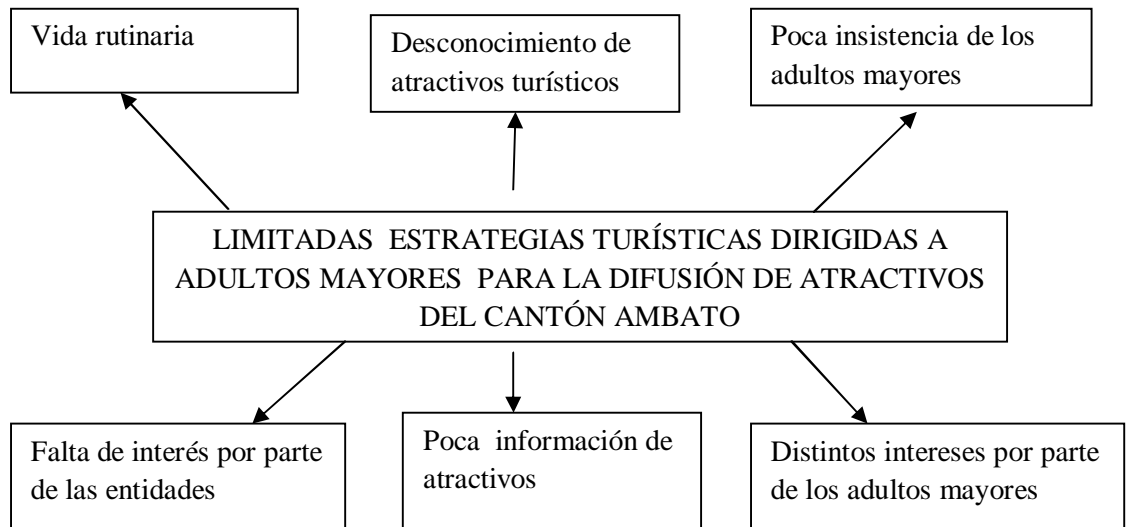 Vida rutinaria
Desconocimiento de
atractivos turísticos
Poca insistencia de los
adultos mayores
LIMITADAS ESTRATEGIAS TURÍSTICAS DIRIGIDAS A
ADULTOS MAYORES PARA LA DIFUSIÓN DE ATRACTIVOS
DEL CANTÓN AMBATO
Falta de interés por parte
de las entidades
Poca información de
atractivos
Distintos intereses por parte
de los adultos mayores